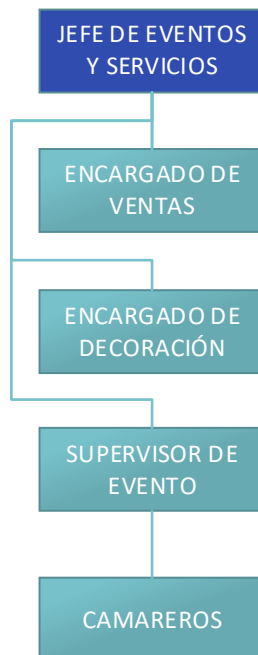 JEFE DE EVENTOS
Y SERVICIOS
ENCARGADO DE
VENTAS
ENCARGADO DE
DECORACIÓN
SUPERVISOR DE
EVENTO
CAMAREROS